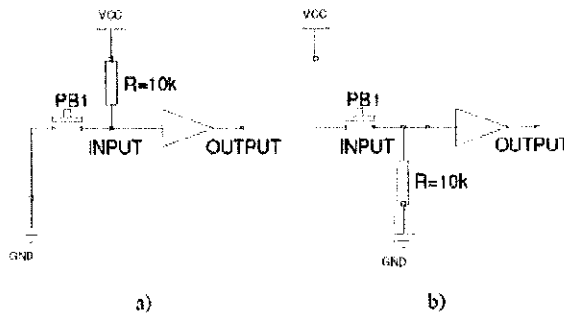 VCC
R=10k
PB1
INPUT
OUTPUT
GND
a)
VCC
PB1
INPUT
OUTPUT
R=10k
GND
b)